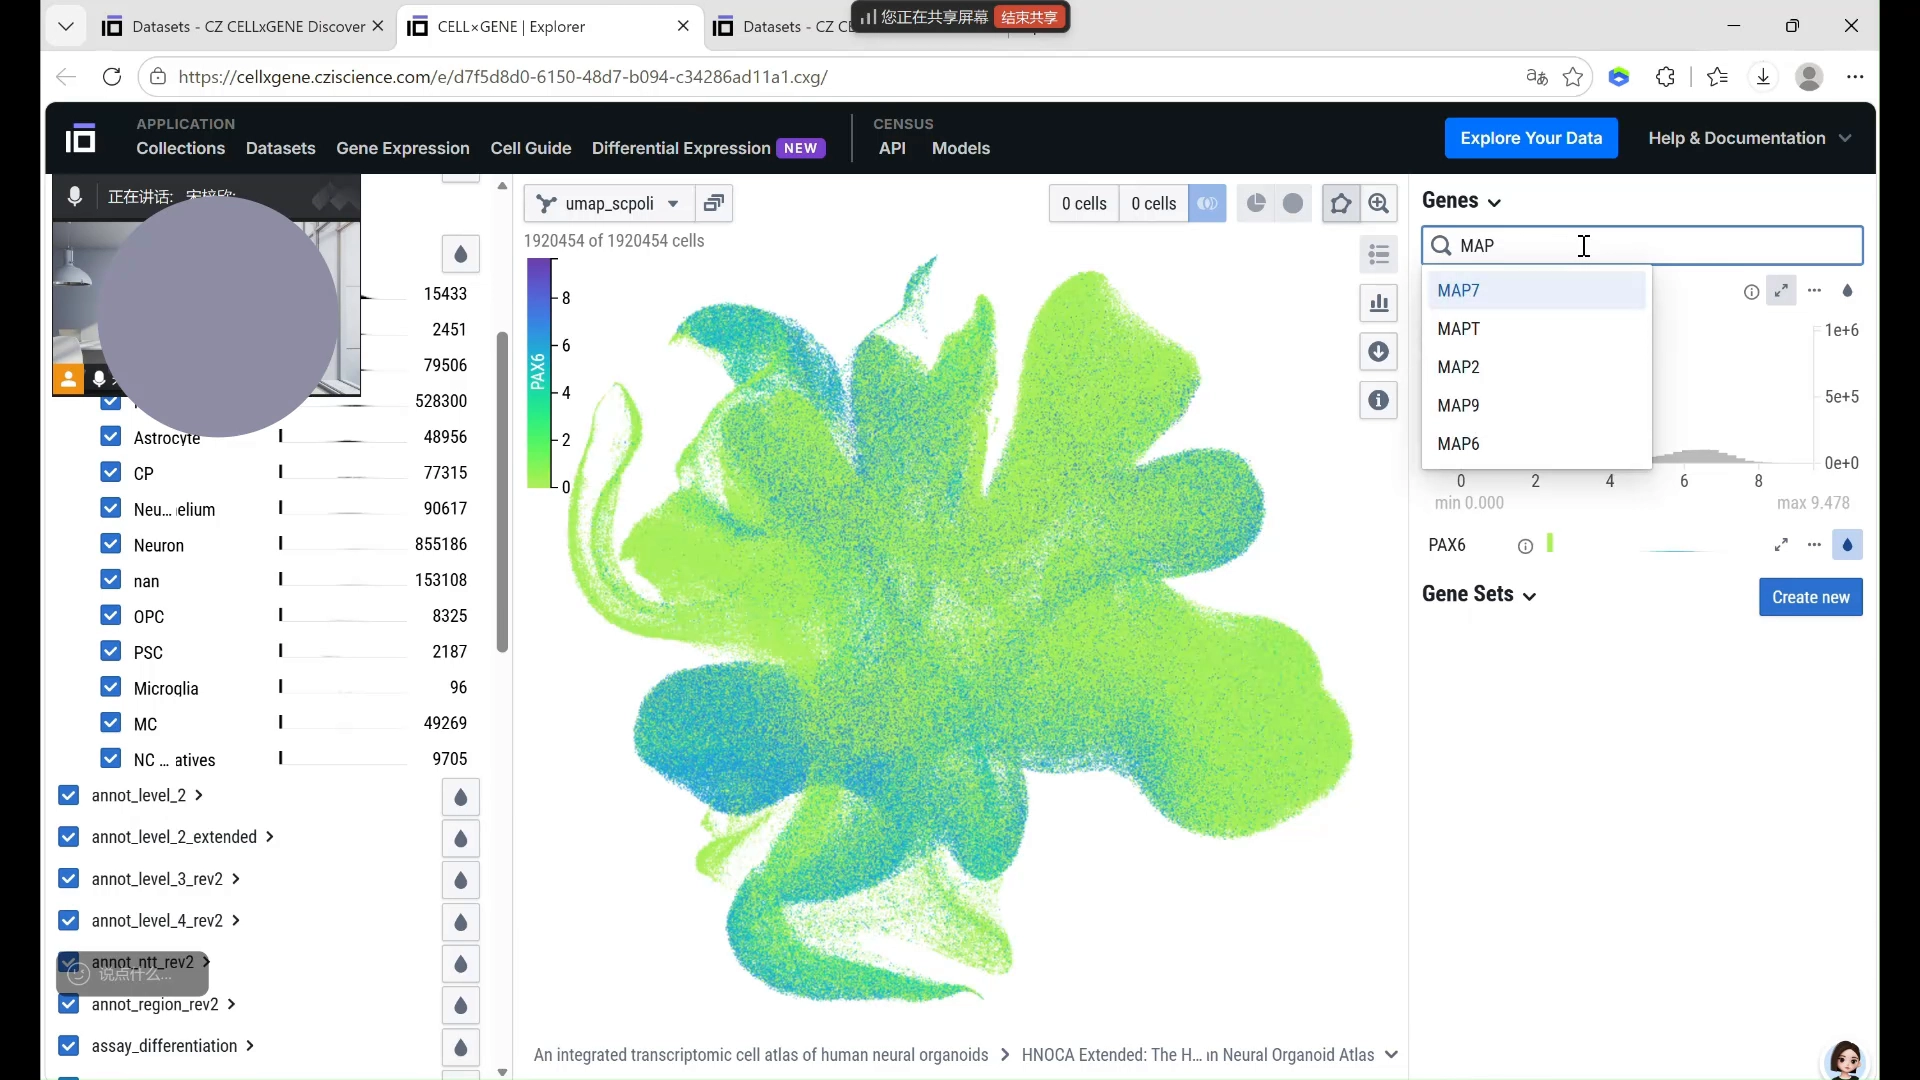 Datasets - CZ CELLxGENE Discover
CELL×GENE | Explorer
Datasets - CZ CE
您正在共享屏幕 结束共享
https://cellxgene.cziscience.com/e/d7f5d8d0-6150-48d7-b094-c34286ad11a1.cxg/
APPLICATION
Collections Datasets Gene Expression Cell Guide Differential Expression NEW
CENSUS
API Models
Explore Your Data
Help & Documentation
正在讲话:
15433
2451
79506
528300
Astrocyte 48956
CP 77315
Neu... elium 90617
Neuron 855186
nan 153108
OPC 8325
PSC 2187
Microglia 96
MC 49269
NC ... atives 9705
annot_level_2
annot_level_2_extended
annot_level_3_rev2
annot_level_4_rev2
annot_ntt_rev2
说点什么...
annot_region_rev2
assay_differentiation
umap_scpoli
0 cells 0 cells
1920454 of 1920454 cells
PAX6
8
6
4
2
0
An integrated transcriptomic cell atlas of human neural organoids
HNOCA Extended: The H... ın Neural Organoid Atlas
Genes
MAP
MAP7
MAPT
MAP2
MAP9
MAP6
1e+6
5e+5
0e+0
0 2 4 6 8
min 0.000 max 9.478
PAX6
Gene Sets
Create new